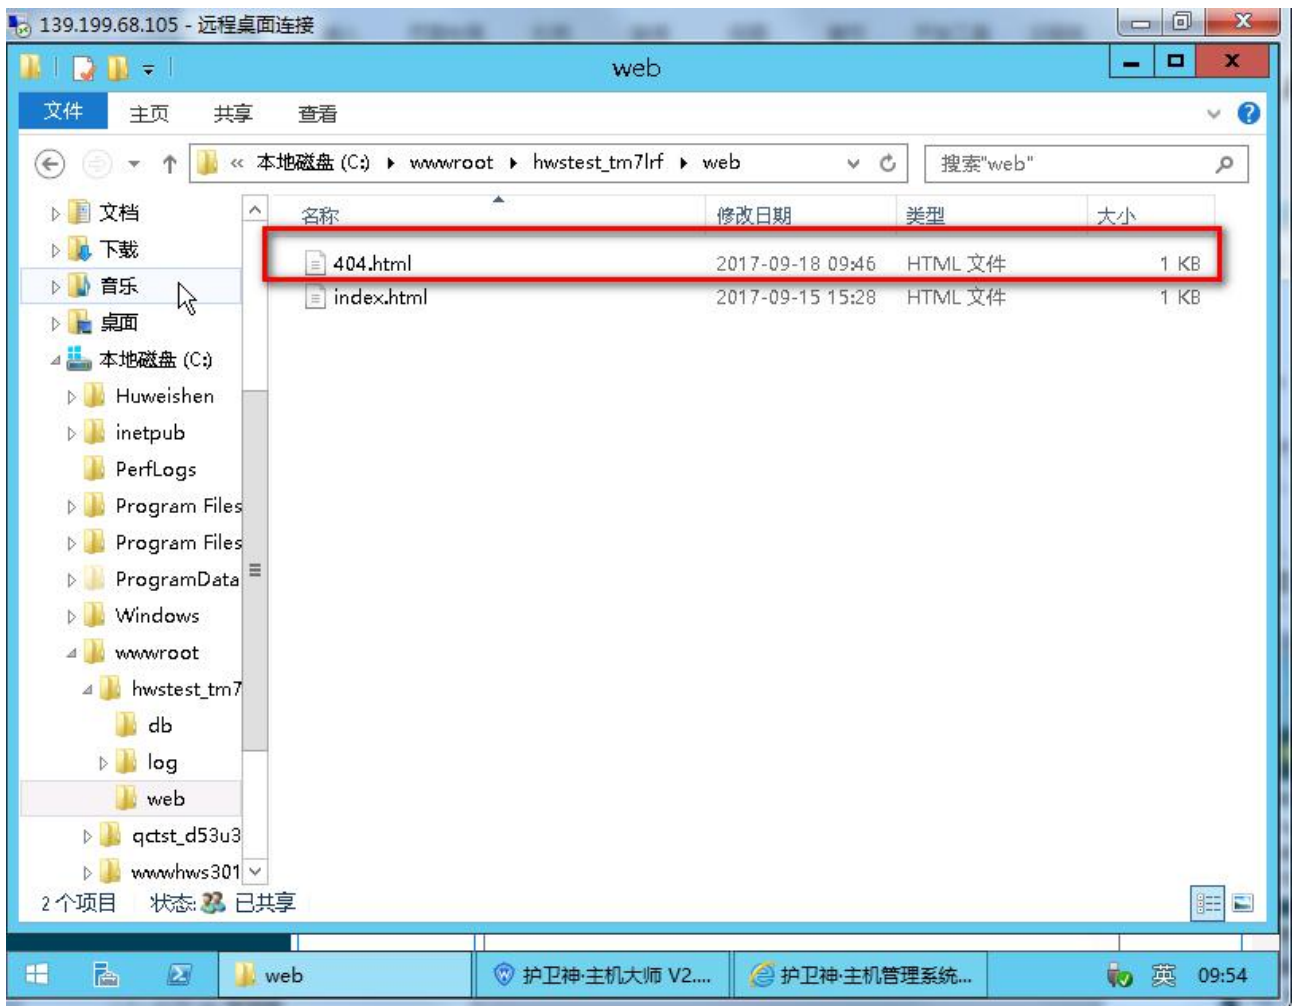 139.199.68.105 - 远程桌面连接
web
文件 主页 共享 查看
« 本地磁盘 (C:) wwwroot hwstest_tm7lrf web 搜索"web"
文档
下载
音乐
桌面
本地磁盘 (C:)
Huweishen
inetpub
PerfLogs
Program Files
Program Files
ProgramData
Windows
wwwroot
hwstest_tm7
db
log
web
qctst_d53u3
wwwhws301
名称 修改日期 类型 大小
404.html 2017-09-18 09:46 HTML 文件 1 KB
index.html 2017-09-15 15:28 HTML 文件 1 KB
2 个项目 状态: 已共享
web 护卫神·主机大师 V2.... 护卫神·主机管理系统... 英 09:54